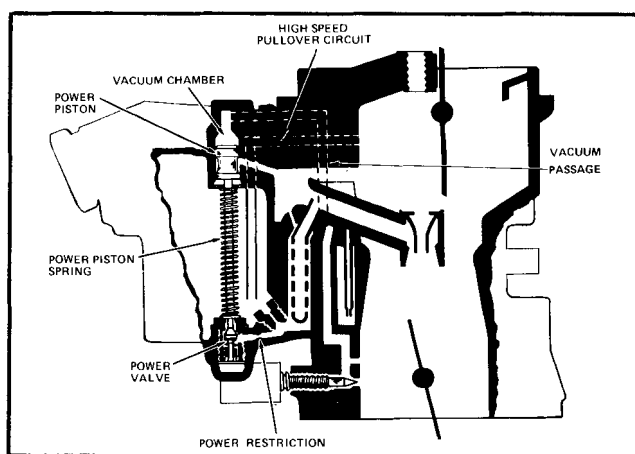 HIGH SPEED
PULLOVER CIRCUIT
VACUUM CHAMBER
POWER
PISTON
VACUUM
PASSAGE
POWER PISTON
SPRING
POWER
VALVE
POWER RESTRICTION